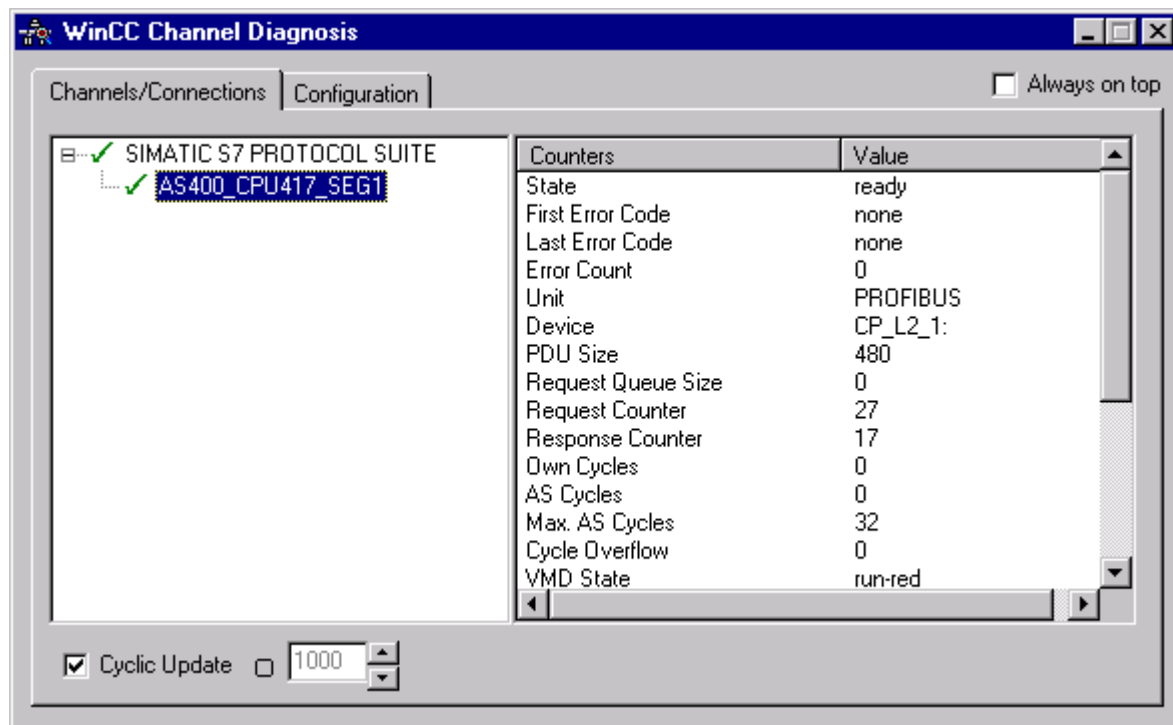 WinCC Channel Diagnosis
Channels/Connections Configuration Always on top
SIMATIC S7 PROTOCOL SUITE
AS400_CPU417_SEG1
Counters Value
State ready
First Error Code none
Last Error Code none
Error Count 0
Unit PROFIBUS
Device CP_L2_1:
PDU Size 480
Request Queue Size 0
Request Counter 27
Response Counter 17
Own Cycles 0
AS Cycles 0
Max. AS Cycles 32
Cycle Overflow 0
VMD State run-red
Cyclic Update 1000